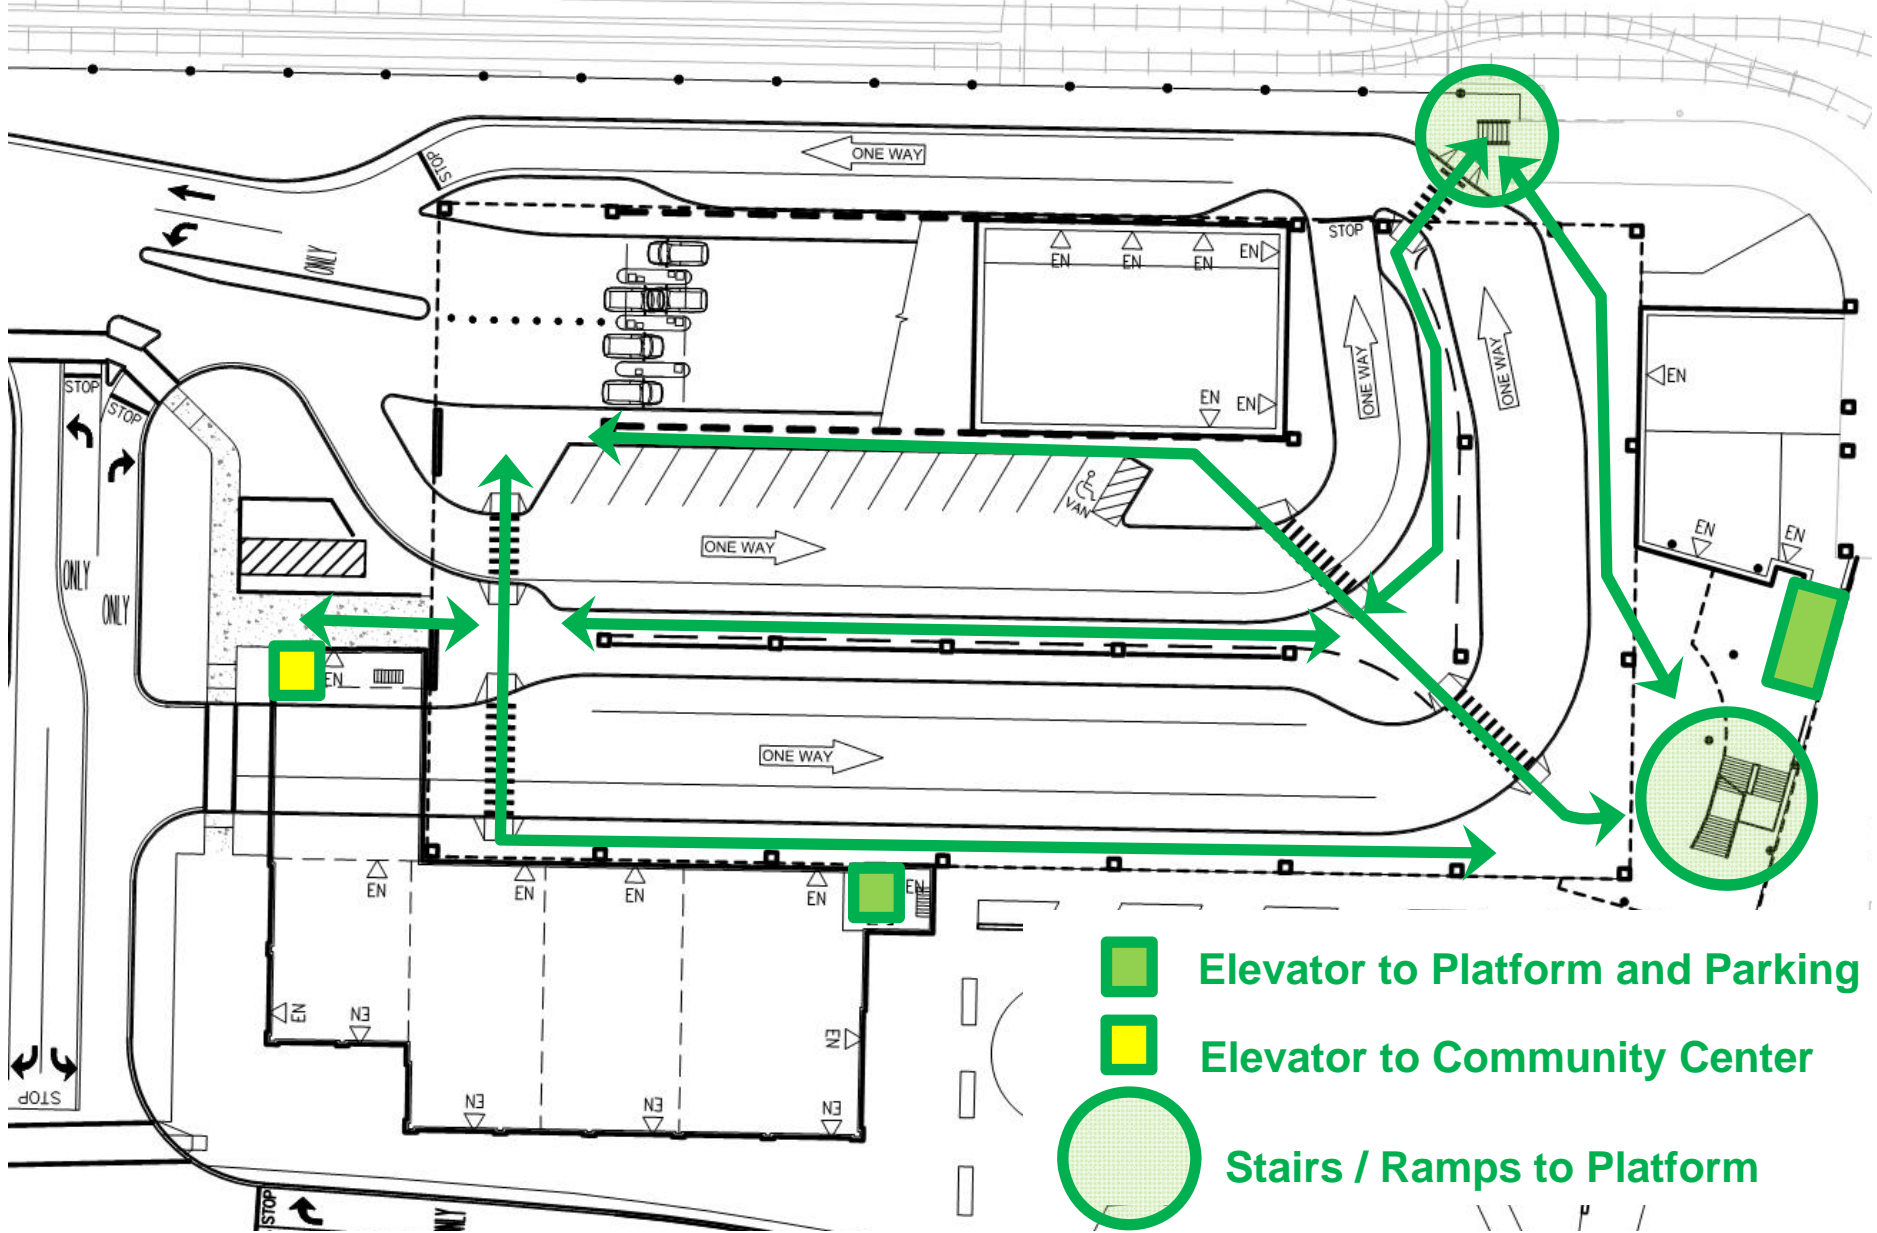 ONE WAY
STOP
ONLY
STOP
EN
EN
EN
EN
EN
EN
ONE WAY
ONE WAY
EN
STOP
STOP
VAN
ONE WAY
EN
EN
ONLY
ONLY
EN
ONE WAY
EN
EN
EN
EN
EN
EN
EN
EN
EN
EN
EN
STOP
EN
STOP
ONLY
Elevator to Platform and Parking
Elevator to Community Center
Stairs / Ramps to Platform